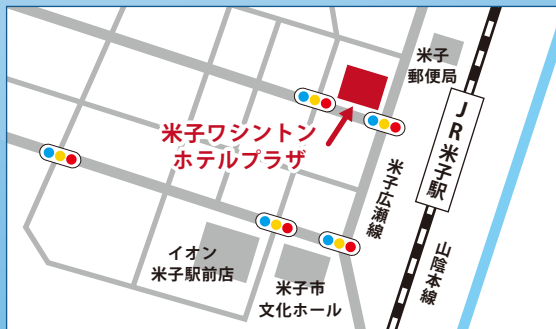 米子
郵便局
米子ワシントン
ホテルプラザ
JR米子駅
米子広瀬線
山陰本線
イオン
米子駅前店
米子市
文化ホール